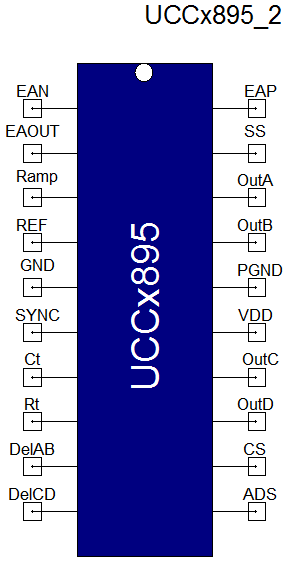 UCCx895_2
EAN EAP
EAOUT SS
Ramp OutA
REF OutB
GND PGND
SYNC VDD
Ct OutC
Rt OutD
DelAB CS
DelCD ADS
UCCx895